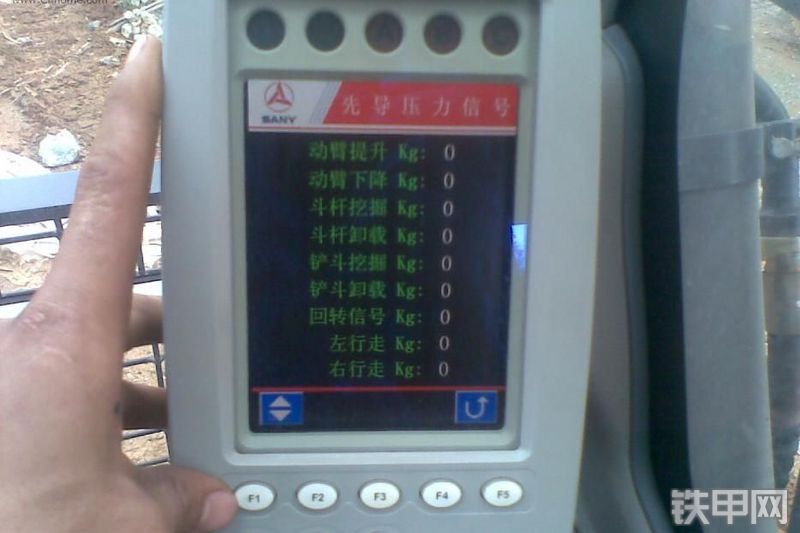 SANY
先导压力信号
动臂提升 Kg: 0
动臂下降 Kg: 0
斗杆挖掘 Kg: 0
斗杆卸载 Kg: 0
铲斗挖掘 Kg: 0
铲斗卸载 Kg: 0
回转信号 Kg: 0
左行走 Kg: 0
右行走 Kg: 0
F1 F2 F3 F4 F5
铁甲网